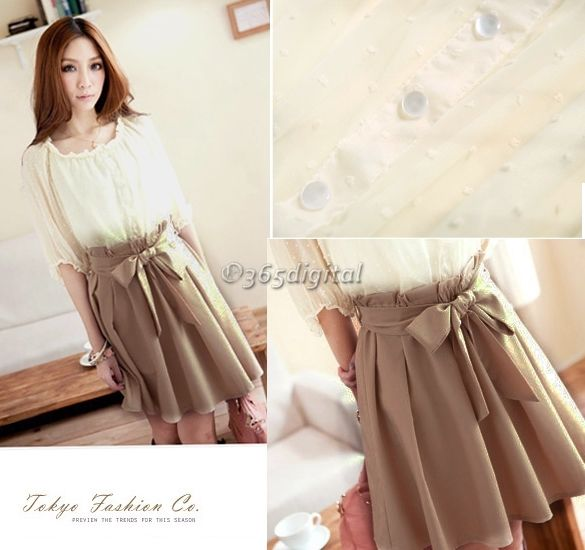 ©365digital
Tokyo Fashion Co.
PREVIEW THE TRENDS FOR THIS SEASON